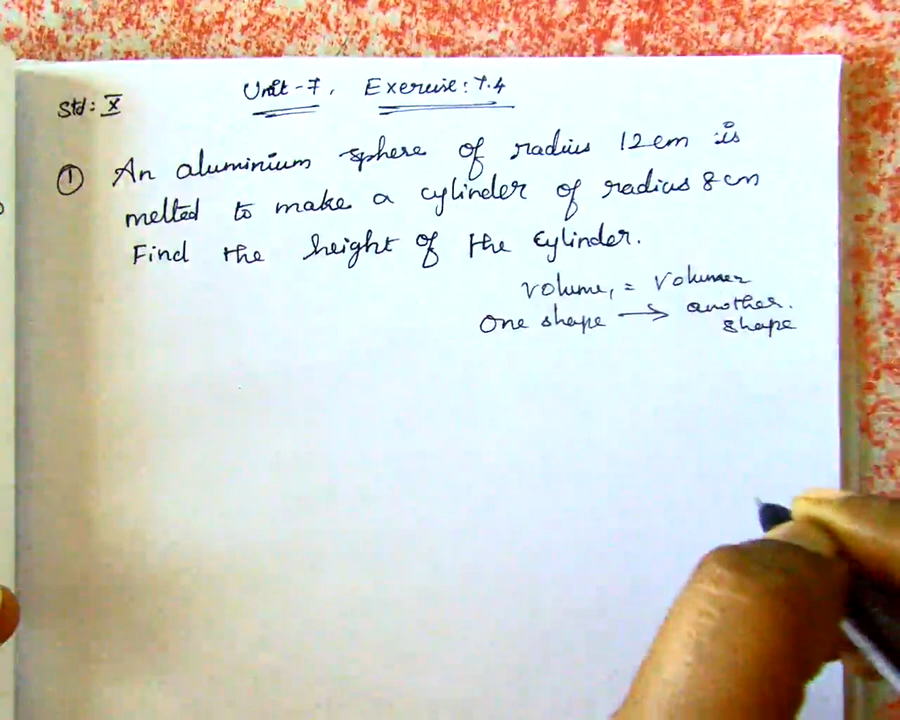 Std: X
Unit-7, Exercise: 7.4
① An aluminium sphere of radius 12cm is
melted to make a cylinder of radius 8cm
Find the height of the cylinder.
volume₁ = Volume₂
One shape → another.
shape